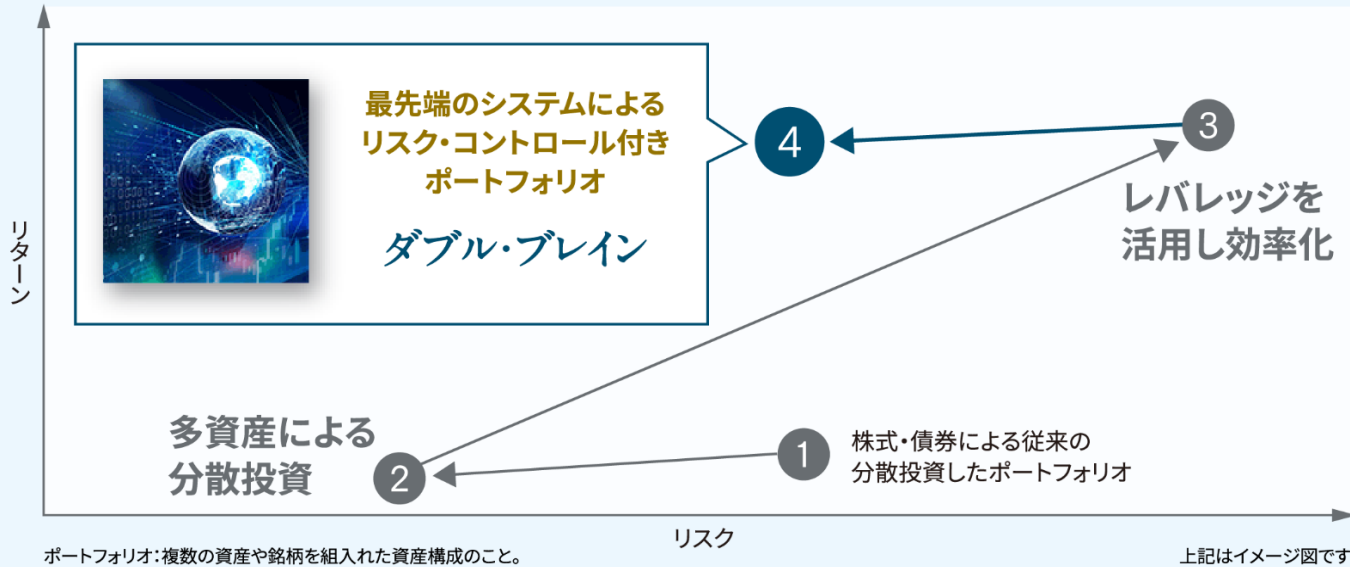 リターン
最先端のシステムによる
リスク・コントロール付き
ポートフォリオ
ダブル・ブレイン
4
3
レバレッジを
活用し効率化
多資産による
分散投資
2
1
株式・債券による従来の
分散投資したポートフォリオ
リスク
ポートフォリオ：複数の資産や銘柄を組入れた資産構成のこと。
上記はイメージ図です